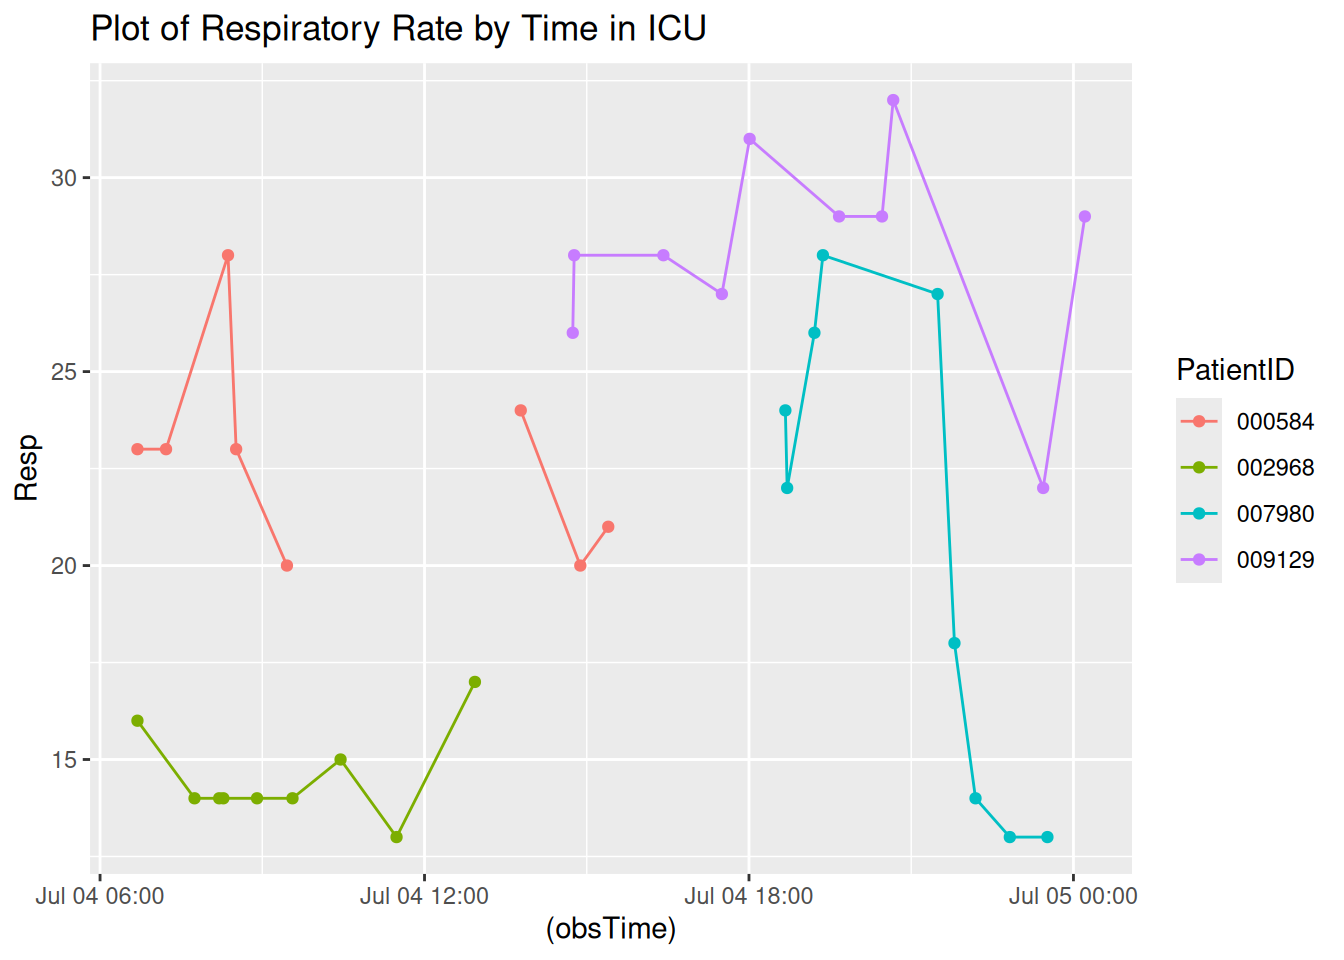 Plot of Respiratory Rate by Time in ICU
30
25
20
15
Resp
Jul 04 06:00 Jul 04 12:00 Jul 04 18:00 Jul 05 00:00
(obsTime)
PatientID
000584
002968
007980
009129